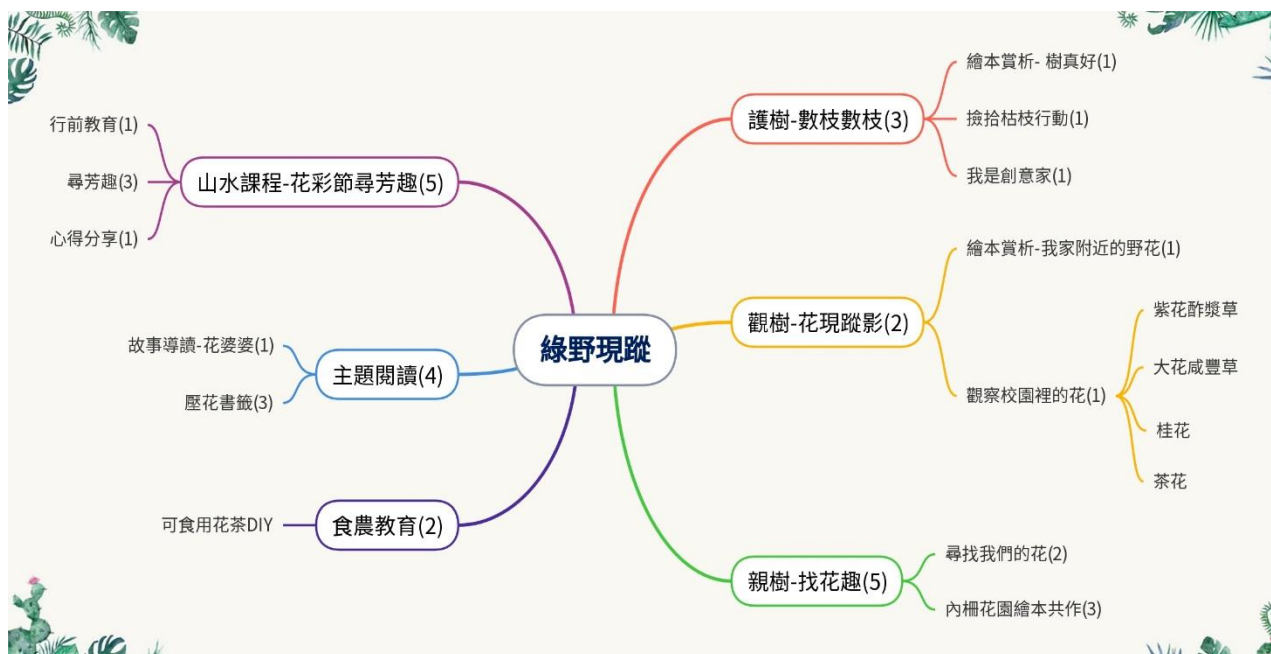 綠野現蹤
護樹-數枝數枝(3)
繪本賞析- 樹真好(1)
撿拾枯枝行動(1)
我是創意家(1)
觀樹-花現蹤影(2)
繪本賞析-我家附近的野花(1)
觀察校園裡的花(1)
紫花酢漿草
大花咸豐草
桂花
茶花
親樹-找花趣(5)
尋找我們的花(2)
內柵花園繪本共作(3)
山水課程-花彩節尋芳趣(5)
行前教育(1)
尋芳趣(3)
心得分享(1)
主題閱讀(4)
故事導讀-花婆婆(1)
壓花書籤(3)
食農教育(2)
可食用花茶DIY